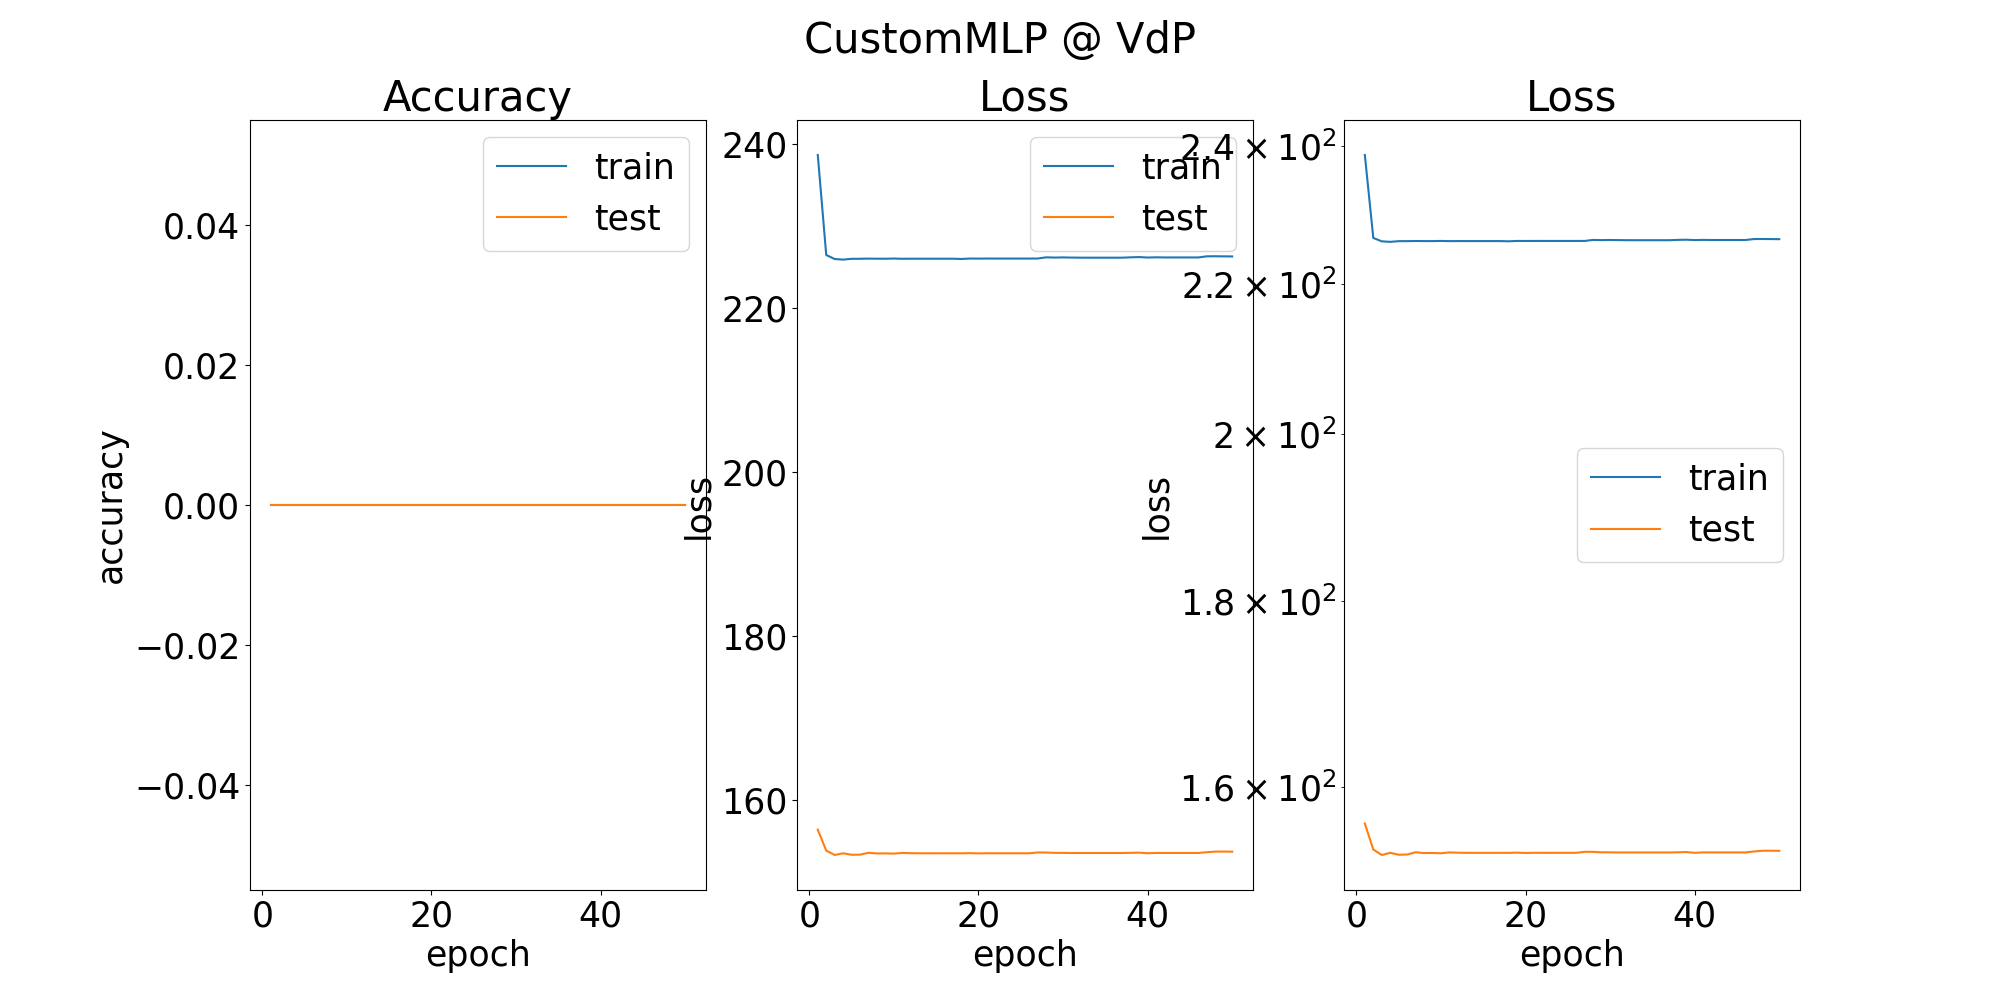 CustomMLP @ VdP
Accuracy
accuracy
0.04
0.02
0.00
−0.02
−0.04
0 20 40
epoch
train
test
Loss
loss
240
220
200
180
160
0 20 40
epoch
train
test
Loss
loss
2.4 × 10²
2.2 × 10²
2 × 10²
1.8 × 10²
1.6 × 10²
0 20 40
epoch
train
test